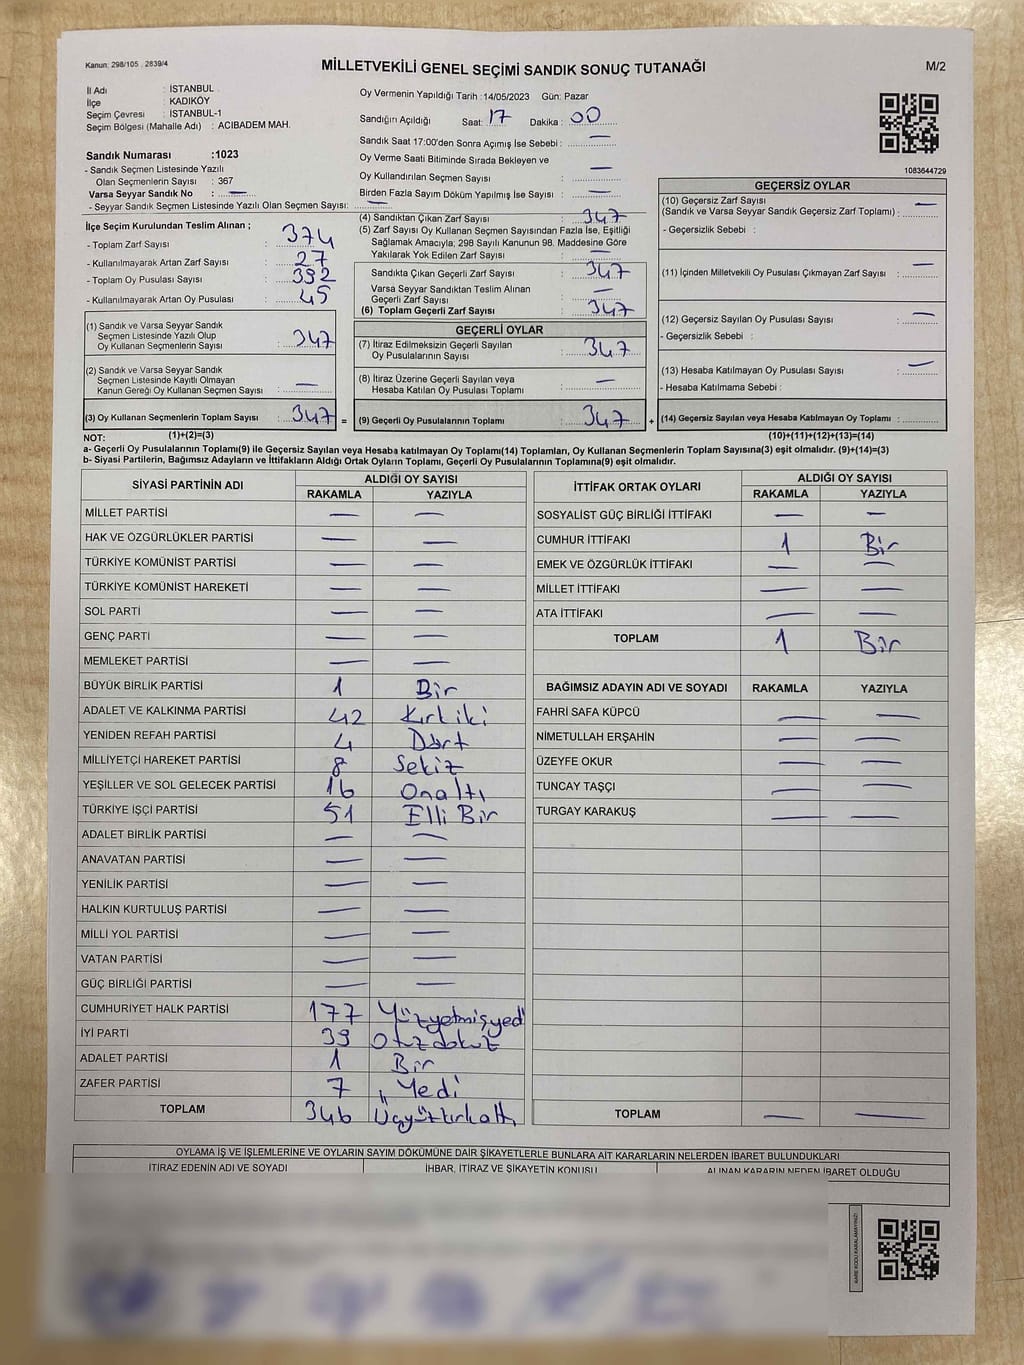 Kanun: 298/105 , 2839/4
MİLLETVEKİLİ GENEL SEÇİMİ SANDIK SONUÇ TUTANAĞI
M/2
İl Adı : İSTANBUL
İlçe : KADIKÖY
Seçim Çevresi : İSTANBUL-1
Seçim Bölgesi (Mahalle Adı) : ACIBADEM MAH.
Sandık Numarası :1023
- Sandık Seçmen Listesinde Yazılı
Olan Seçmenlerin Sayısı : 367
Varsa Seyyar Sandık No : —
- Seyyar Sandık Seçmen Listesinde Yazılı Olan Seçmen Sayısı: —
Oy Vermenin Yapıldığı Tarih :14/05/2023 Gün: Pazar
Sandığın Açıldığı Saat: 17 Dakika : 00
Sandık Saat 17:00'den Sonra Açımış İse Sebebi : —
Oy Verme Saati Bitiminde Sırada Bekleyen ve
Oy Kullandırılan Seçmen Sayısı : —
Birden Fazla Sayım Döküm Yapılmış İse Sayısı : —
1083644729
İlçe Seçim Kurulundan Teslim Alınan ;
- Toplam Zarf Sayısı : 374
- Kullanılmayarak Artan Zarf Sayısı : 27
- Toplam Oy Pusulası Sayısı : 392
- Kullanılmayarak Artan Oy Pusulası : 45
(1) Sandık ve Varsa Seyyar Sandık
Seçmen Listesinde Yazılı Olup
Oy Kullanan Seçmenlerin Sayısı : 347
(2) Sandık ve Varsa Seyyar Sandık
Seçmen Listesinde Kayıtlı Olmayan
Kanun Gereği Oy Kullanan Seçmen Sayısı : —
(3) Oy Kullanan Seçmenlerin Toplam Sayısı : 347 =
(1)+(2)=(3)
(4) Sandıktan Çıkan Zarf Sayısı : 347
(5) Zarf Sayısı Oy Kullanan Seçmen Sayısından Fazla İse, Eşitliği
Sağlamak Amacıyla; 298 Sayılı Kanunun 98. Maddesine Göre
Yakılarak Yok Edilen Zarf Sayısı : —
Sandıkta Çıkan Geçerli Zarf Sayısı : 347
Varsa Seyyar Sandıktan Teslim Alınan
Geçerli Zarf Sayısı : —
(6) Toplam Geçerli Zarf Sayısı : 347
GEÇERLİ OYLAR
(7) İtiraz Edilmeksizin Geçerli Sayılan
Oy Pusulalarının Sayısı : 347
(8) İtiraz Üzerine Geçerli Sayılan veya
Hesaba Katılan Oy Pusulası Toplamı : —
(9) Geçerli Oy Pusulalarının Toplamı : 347 +
GEÇERSİZ OYLAR
(10) Geçersiz Zarf Sayısı
(Sandık ve Varsa Seyyar Sandık Geçersiz Zarf Toplamı) : —
- Geçersizlik Sebebi :
(11) İçinden Milletvekili Oy Pusulası Çıkmayan Zarf Sayısı : —
(12) Geçersiz Sayılan Oy Pusulası Sayısı : —
- Geçersizlik Sebebi :
(13) Hesaba Katılmayan Oy Pusulası Sayısı : —
- Hesaba Katılmama Sebebi :
(14) Geçersiz Sayılan veya Hesaba Katılmayan Oy Toplamı :
(10)+(11)+(12)+(13)=(14)
NOT:
a- Geçerli Oy Pusulalarının Toplamı(9) ile Geçersiz Sayılan veya Hesaba katılmayan Oy Toplamı(14) Toplamları, Oy Kullanan Seçmenlerin Toplam Sayısına(3) eşit olmalıdır. (9)+(14)=(3)
b- Siyasi Partilerin, Bağımsız Adayların ve İttifakların Aldığı Ortak Oyların Toplamı, Geçerli Oy Pusulalarının Toplamına(9) eşit olmalıdır.
SİYASİ PARTİNİN ADI ALDIĞI OY SAYISI
RAKAMLA YAZIYLA
MİLLET PARTİSİ — —
HAK VE ÖZGÜRLÜKLER PARTİSİ — —
TÜRKİYE KOMÜNİST PARTİSİ — —
TÜRKİYE KOMÜNİST HAREKETİ — —
SOL PARTİ — —
GENÇ PARTİ — —
MEMLEKET PARTİSİ — —
BÜYÜK BİRLİK PARTİSİ 1 Bir
ADALET VE KALKINMA PARTİSİ 42 Kırkiki
YENİDEN REFAH PARTİSİ 4 Dört
MİLLİYETÇİ HAREKET PARTİSİ 8 Sekiz
YEŞİLLER VE SOL GELECEK PARTİSİ 16 Onaltı
TÜRKİYE İŞÇİ PARTİSİ 51 Elli Bir
ADALET BİRLİK PARTİSİ — —
ANAVATAN PARTİSİ — —
YENİLİK PARTİSİ — —
HALKIN KURTULUŞ PARTİSİ — —
MİLLİ YOL PARTİSİ — —
VATAN PARTİSİ — —
GÜÇ BİRLİĞİ PARTİSİ — —
CUMHURİYET HALK PARTİSİ 177 Yüzyetmişyedi
İYİ PARTİ 39 Otuzdokuz
ADALET PARTİSİ 1 Bir
ZAFER PARTİSİ 7 Yedi
TOPLAM 346 Üçyüzkırkaltı
İTTİFAK ORTAK OYLARI ALDIĞI OY SAYISI
RAKAMLA YAZIYLA
SOSYALİST GÜÇ BİRLİĞİ İTTİFAKI — —
CUMHUR İTTİFAKI 1 Bir
EMEK VE ÖZGÜRLÜK İTTİFAKI — —
MİLLET İTTİFAKI — —
ATA İTTİFAKI — —
TOPLAM 1 Bir
BAĞIMSIZ ADAYIN ADI VE SOYADI RAKAMLA YAZIYLA
FAHRİ SAFA KÜPCÜ — —
NİMETULLAH ERŞAHİN — —
ÜZEYFE OKUR — —
TUNCAY TAŞÇI — —
TURGAY KARAKUŞ — —
TOPLAM — —
OYLAMA İŞ VE İŞLEMLERİNE VE OYLARIN SAYIM DÖKÜMÜNE DAİR ŞİKAYETLERLE BUNLARA AİT KARARLARIN NELERDEN İBARET BULUNDUKLARI
İTİRAZ EDENİN ADI VE SOYADI İHBAR, İTİRAZ VE ŞİKAYETİN KONUSU ALINAN KARARIN NEDEN İBARET OLDUĞU
KARE KODU KARALAMAYINIZ!